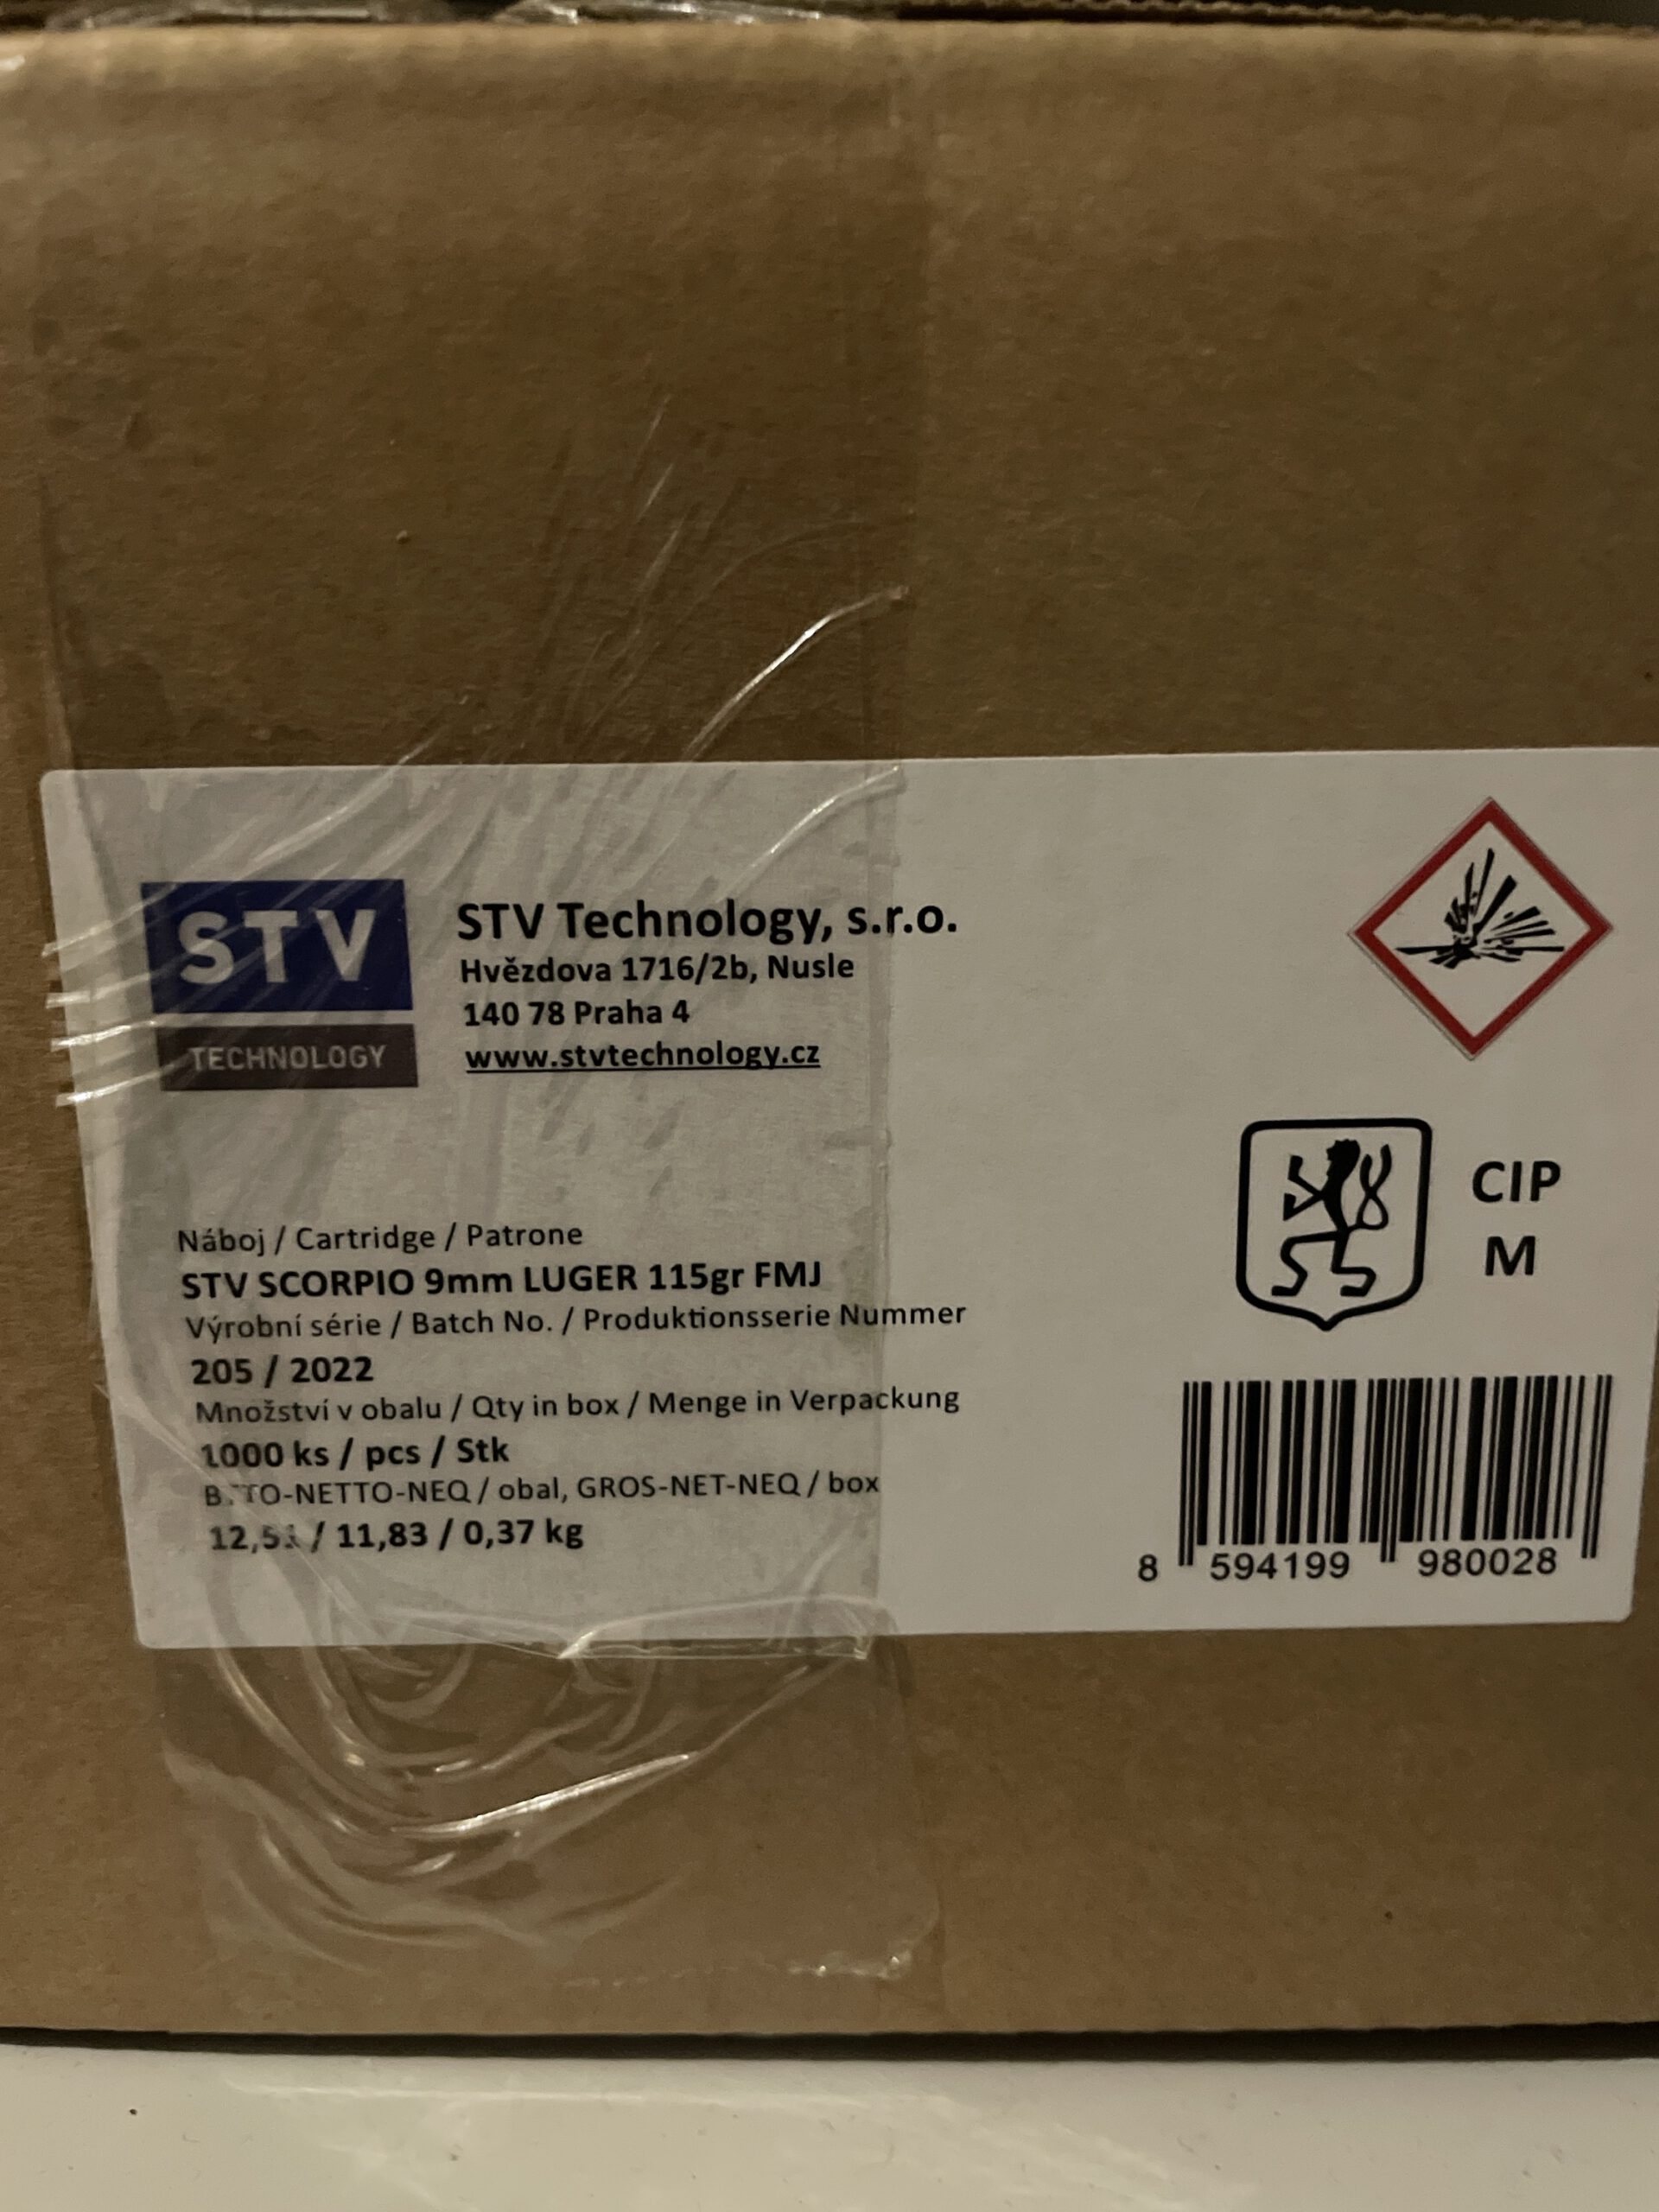 STV
TECHNOLOGY
STV Technology, s.r.o.
Hvězdova 1716/2b, Nusle
140 78 Praha 4
www.stvtechnology.cz
CIP
M
Náboj / Cartridge / Patrone
STV SCORPIO 9mm LUGER 115gr FMJ
Výrobní série / Batch No. / Produktionsserie Nummer
205 / 2022
Množství v obalu / Qty in box / Menge in Verpackung
1000 ks / pcs / Stk
/ obal, GROS-NET-NEQ / box
/ 11,83 / 0,37 kg
8 594199 980028